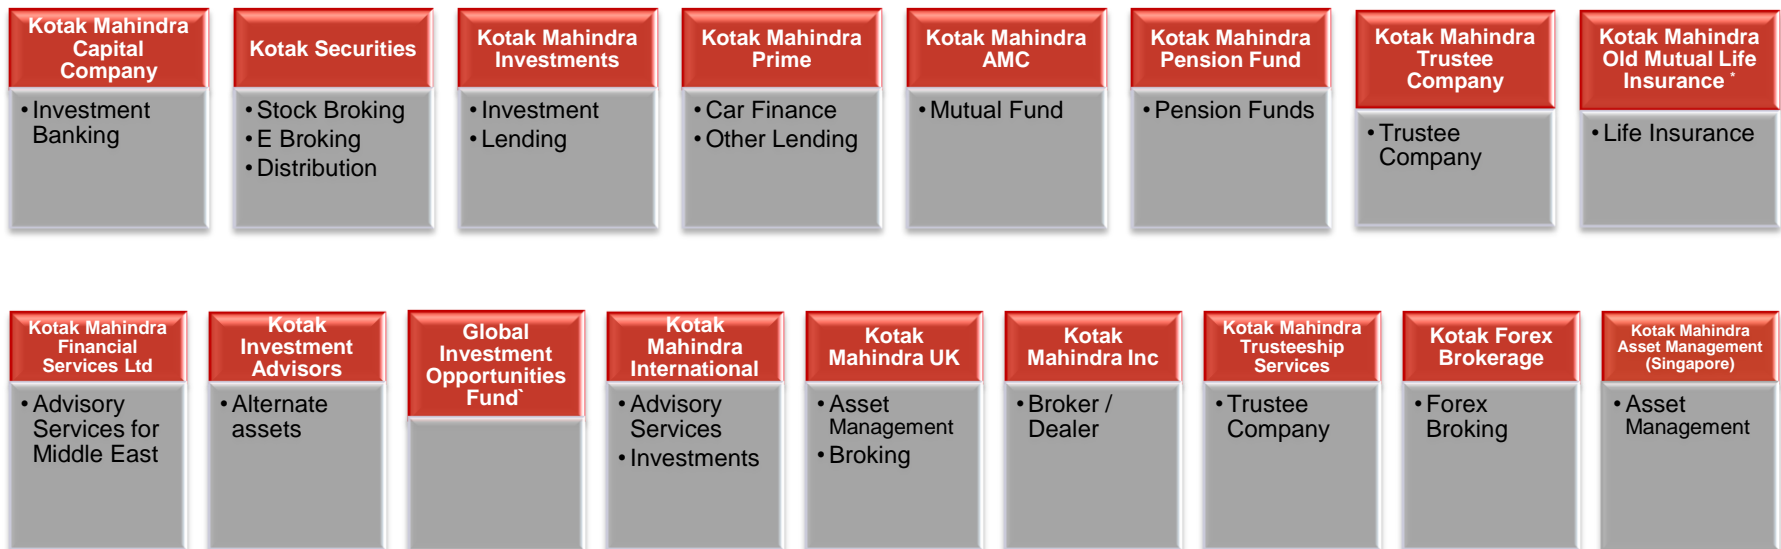 Kotak Mahindra
Capital
Company
• Investment
Banking
Kotak Securities
• Stock Broking
• E Broking
• Distribution
Kotak Mahindra
Investments
• Investment
• Lending
Kotak Mahindra
Prime
• Car Finance
• Other Lending
Kotak Mahindra
AMC
• Mutual Fund
Kotak Mahindra
Pension Fund
• Pension Funds
Kotak Mahindra
Trustee
Company
• Trustee
Company
Kotak Mahindra
Old Mutual Life
Insurance *
• Life Insurance
Kotak Mahindra
Financial
Services Ltd
• Advisory
Services for
Middle East
Kotak
Investment
Advisors
• Alternate
assets
Global
Investment
Opportunities
Fund`
Kotak
Mahindra
International
• Advisory
Services
• Investments
Kotak
Mahindra UK
• Asset
Management
• Broking
Kotak
Mahindra Inc
• Broker /
Dealer
Kotak Mahindra
Trusteeship
Services
• Trustee
Company
Kotak Forex
Brokerage
• Forex
Broking
Kotak Mahindra
Asset Management
(Singapore)
• Asset
Management